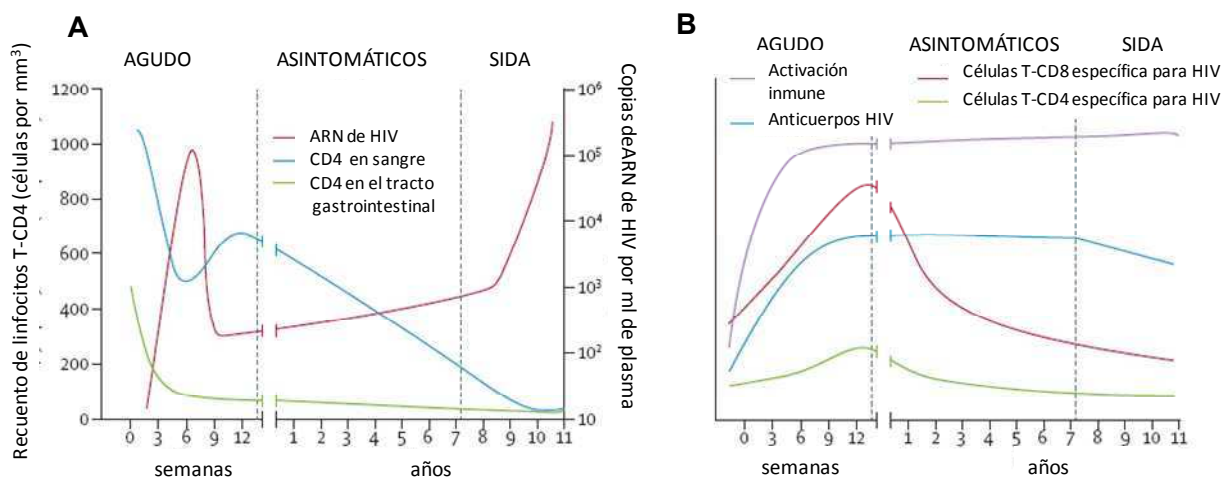 A
AGUDO
ASINTOMÁTICOS
SIDA
Recuento de linfocitos T-CD4 (células por mm³)
1200
1000
800
600
400
200
0
ARN de HIV
CD4 en sangre
CD4 en el tracto
gastrointestinal
10⁶
10⁵
10⁴
10³
10²
10
Copias deARN de HIV por ml de plasma
0 3 6 9 12 1 2 3 4 5 6 7 9 10 11
semanas
años
B
AGUDO
ASINTOMÁTICOS
SIDA
Activación
inmune
Anticuerpos HIV
Células T-CD8 específica para HIV
Células T-CD4 específica para HIV
0 3 6 9 12 1 2 3 4 5 6 7 9 10 11
semanas
años